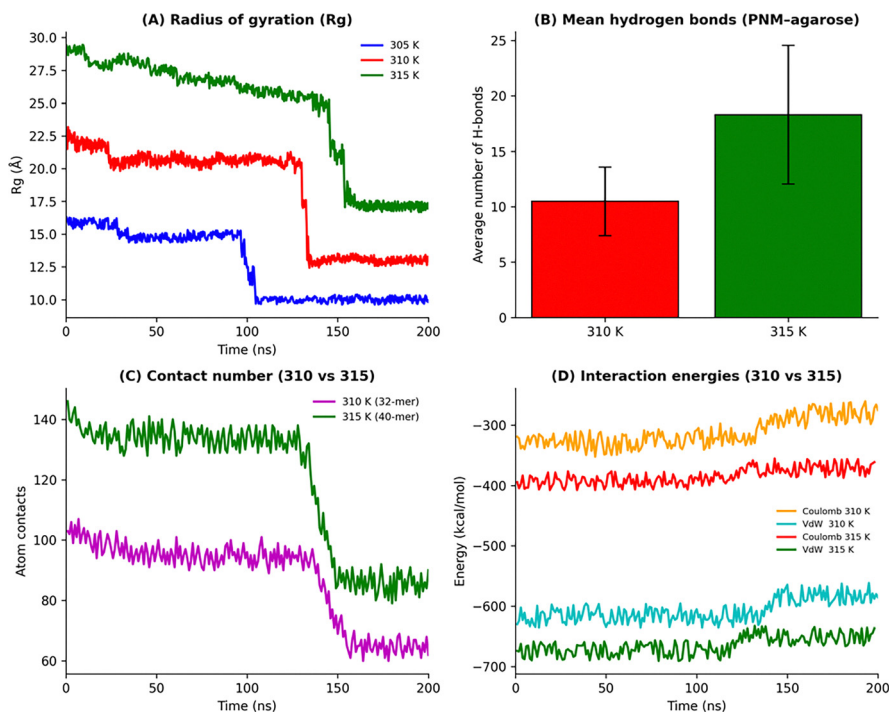 (A) Radius of gyration (Rg)
30.0
27.5
25.0
22.5
20.0
17.5
15.0
12.5
10.0
Rg (Å)
305 K
310 K
315 K
0
50
100
150
200
Time (ns)
(B) Mean hydrogen bonds (PNM–agarose)
25
20
15
10
5
0
Average number of H-bonds
310 K
315 K
(C) Contact number (310 vs 315)
140
120
100
80
60
Atom contacts
310 K (32-mer)
315 K (40-mer)
0
50
100
150
200
Time (ns)
(D) Interaction energies (310 vs 315)
−300
−400
−500
−600
−700
Energy (kcal/mol)
Coulomb 310 K
VdW 310 K
Coulomb 315 K
VdW 315 K
0
50
100
150
200
Time (ns)